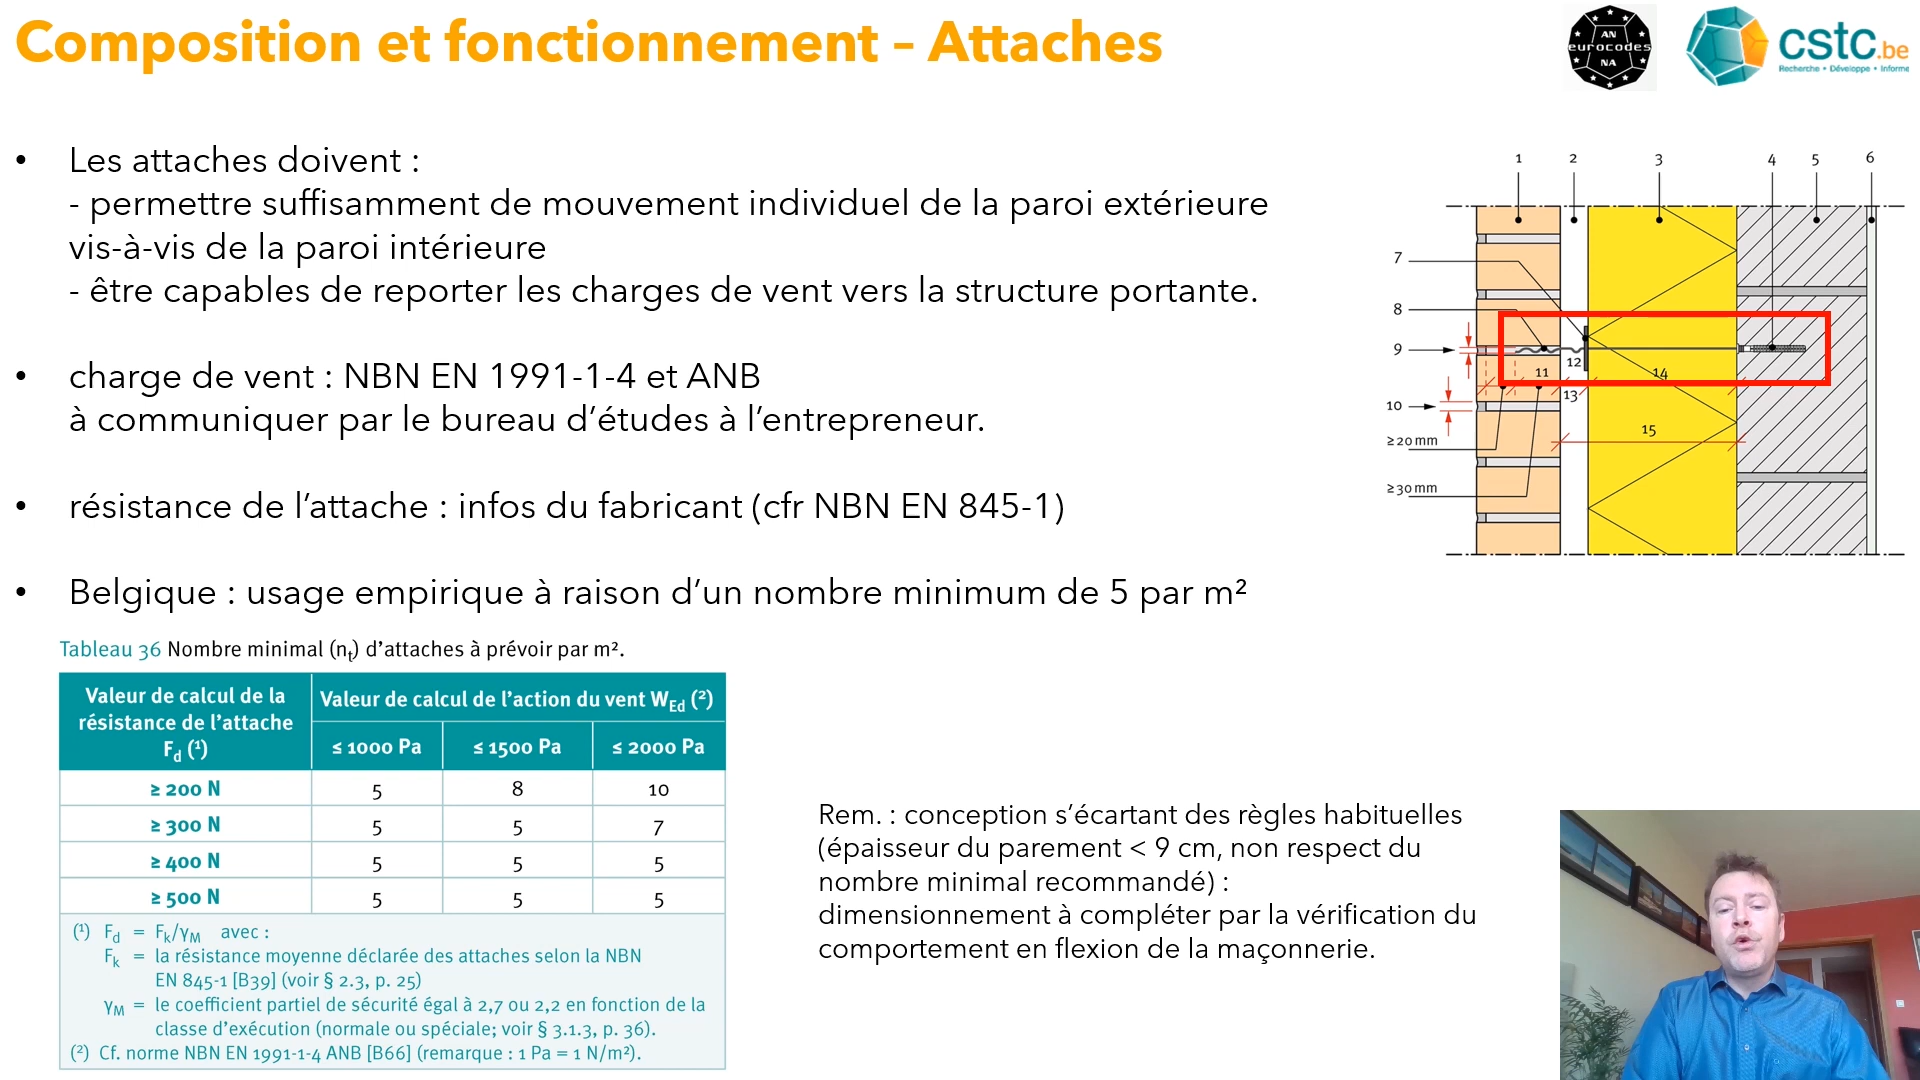 Composition et fonctionnement – Attaches
AN
eurocodes
NA
cstc.be
Recherche • Développe • Informe
• Les attaches doivent :
- permettre suffisamment de mouvement individuel de la paroi extérieure
vis-à-vis de la paroi intérieure
- être capables de reporter les charges de vent vers la structure portante.
• charge de vent : NBN EN 1991-1-4 et ANB
à communiquer par le bureau d’études à l’entrepreneur.
• résistance de l’attache : infos du fabricant (cfr NBN EN 845-1)
• Belgique : usage empirique à raison d’un nombre minimum de 5 par m²
1 2 3 4 5 6
7
8
9
12
11 14
13
10
15
≥ 20 mm
≥ 30 mm
Tableau 36 Nombre minimal (nt) d’attaches à prévoir par m².
Valeur de calcul de la résistance de l’attache Fd (¹)
Valeur de calcul de l’action du vent WEd (²)
≤ 1000 Pa ≤ 1500 Pa ≤ 2000 Pa
≥ 200 N 5 8 10
≥ 300 N 5 5 7
≥ 400 N 5 5 5
≥ 500 N 5 5 5
(¹) Fd = Fk/γM avec :
Fk = la résistance moyenne déclarée des attaches selon la NBN
EN 845-1 [B39] (voir § 2.3, p. 25)
γM = le coefficient partiel de sécurité égal à 2,7 ou 2,2 en fonction de la
classe d’exécution (normale ou spéciale; voir § 3.1.3, p. 36).
(²) Cf. norme NBN EN 1991-1-4 ANB [B66] (remarque : 1 Pa = 1 N/m²).
Rem. : conception s’écartant des règles habituelles
(épaisseur du parement < 9 cm, non respect du
nombre minimal recommandé) :
dimensionnement à compléter par la vérification du
comportement en flexion de la maçonnerie.